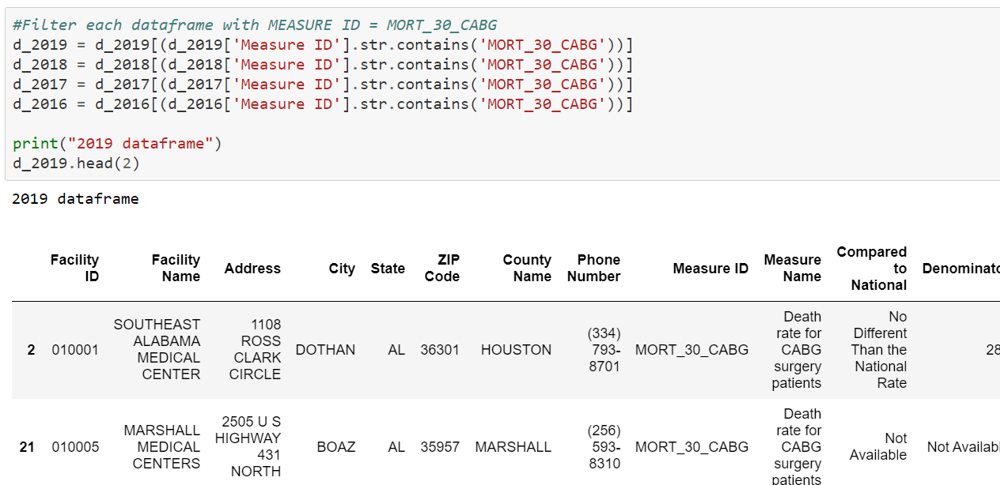 #Filter each dataframe with MEASURE ID = MORT_30_CABG
d_2019 = d_2019[(d_2019['Measure ID'].str.contains('MORT_30_CABG'))]
d_2018 = d_2018[(d_2018['Measure ID'].str.contains('MORT_30_CABG'))]
d_2017 = d_2017[(d_2017['Measure ID'].str.contains('MORT_30_CABG'))]
d_2016 = d_2016[(d_2016['Measure ID'].str.contains('MORT_30_CABG'))]
print("2019 dataframe")
d_2019.head(2)
2019 dataframe
Facility
ID
Facility
Name
Address
City
State
ZIP
Code
County
Name
Phone
Number
Measure ID
Measure
Name
Compared
to
National
Denominato
2
010001
SOUTHEAST
ALABAMA
MEDICAL
CENTER
1108
ROSS
CLARK
CIRCLE
DOTHAN
AL
36301
HOUSTON
(334)
793-
8701
MORT_30_CABG
Death
rate for
CABG
surgery
patients
No
Different
Than the
National
Rate
28
21
010005
MARSHALL
MEDICAL
CENTERS
2505 U S
HIGHWAY
431
NORTH
BOAZ
AL
35957
MARSHALL
(256)
593-
8310
MORT_30_CABG
Death
rate for
CABG
surgery
patients
Not
Available
Not Availabl